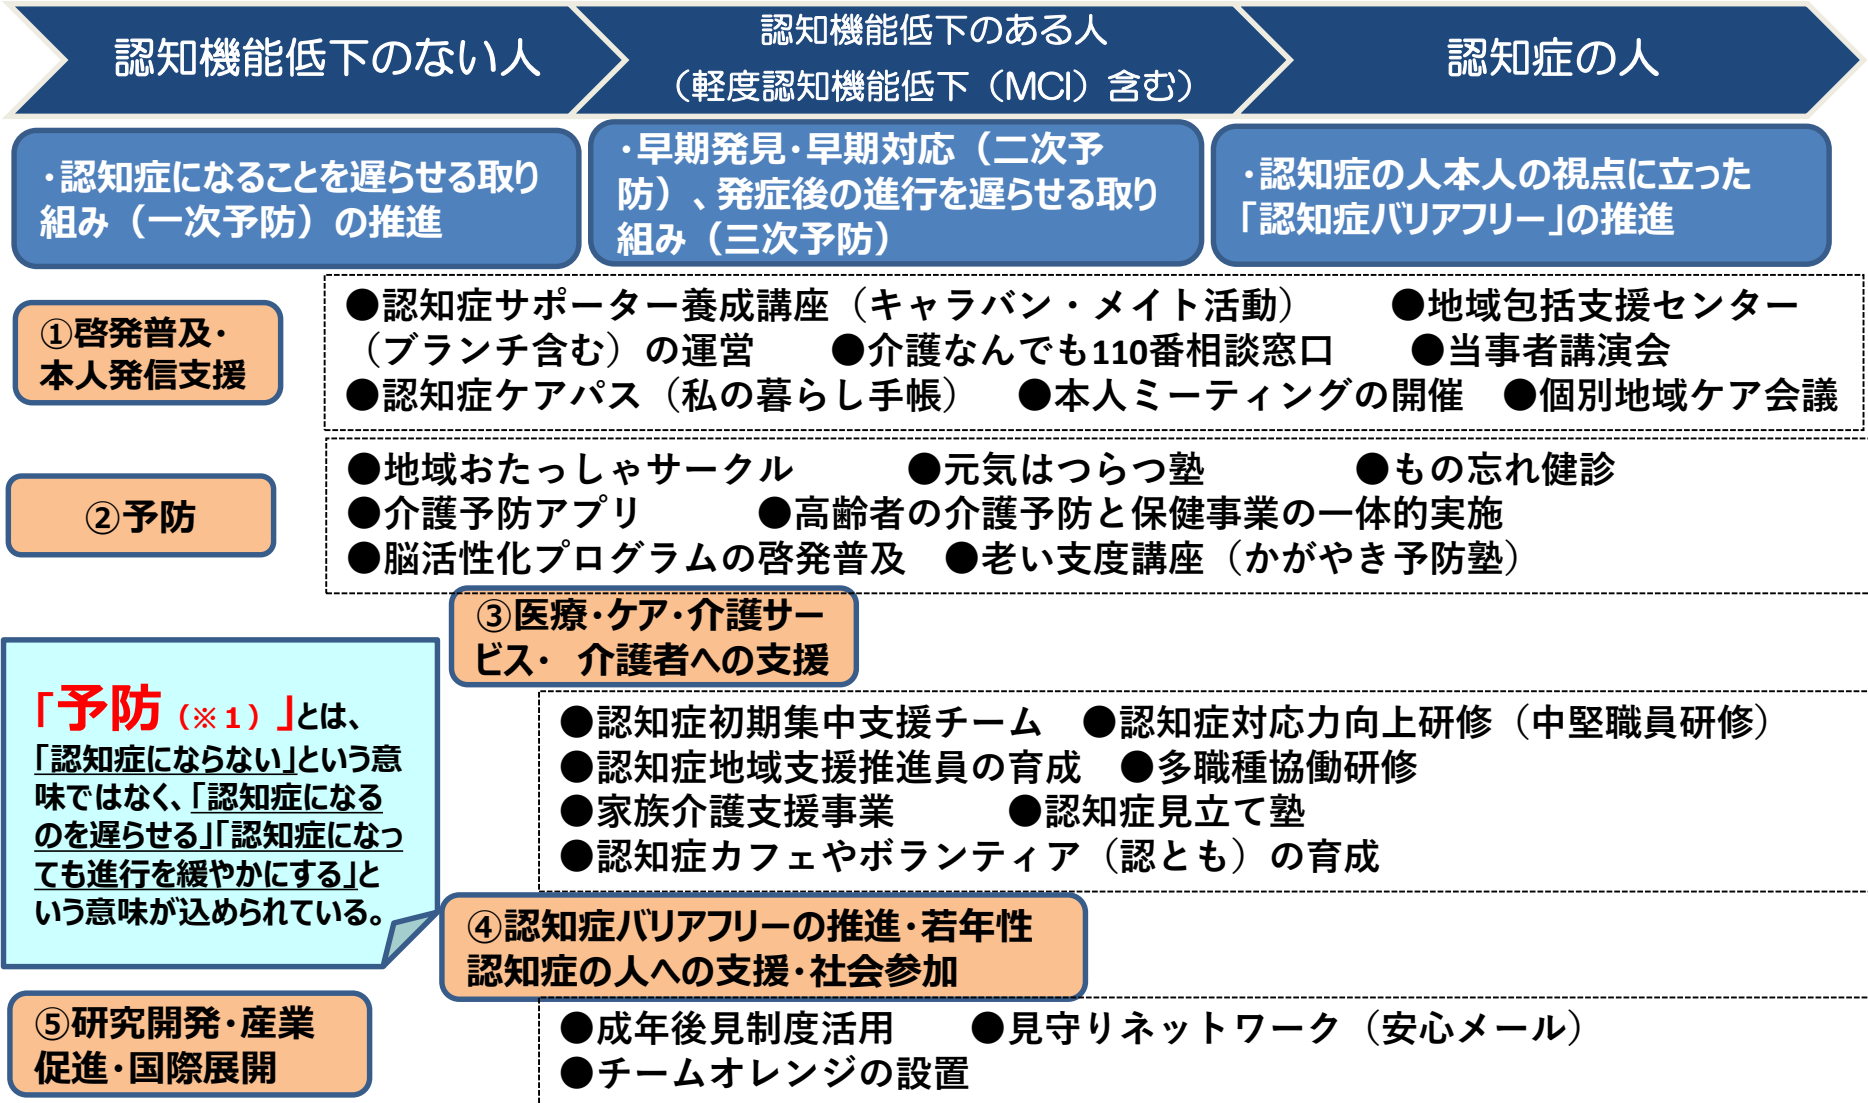 認知機能低下のない人
認知機能低下のある人
（軽度認知機能低下（MCI）含む）
認知症の人
・認知症になることを遅らせる取り
組み（一次予防）の推進
・早期発見・早期対応（二次予
防）、発症後の進行を遅らせる取り
組み（三次予防）
・認知症の人本人の視点に立った
「認知症バリアフリー」の推進
①啓発普及・
本人発信支援
●認知症サポーター養成講座（キャラバン・メイト活動）　●地域包括支援センター
（ブランチ含む）の運営　●介護なんでも110番相談窓口　●当事者講演会
●認知症ケアパス（私の暮らし手帳）　●本人ミーティングの開催　●個別地域ケア会議
②予防
●地域おたっしゃサークル　●元気はつらつ塾　●もの忘れ健診
●介護予防アプリ　●高齢者の介護予防と保健事業の一体的実施
●脳活性化プログラムの啓発普及　●老い支度講座（かがやき予防塾）
③医療・ケア・介護サー
ビス・　介護者への支援
●認知症初期集中支援チーム　●認知症対応力向上研修（中堅職員研修）
●認知症地域支援推進員の育成　●多職種協働研修
●家族介護支援事業　●認知症見立て塾
●認知症カフェやボランティア（認とも）の育成
「予防（※１）」とは、
「認知症にならない」という意
味ではなく、「認知症になる
のを遅らせる」「認知症になっ
ても進行を緩やかにする」と
いう意味が込められている。
④認知症バリアフリーの推進・若年性
認知症の人への支援・社会参加
●成年後見制度活用　●見守りネットワーク（安心メール）
●チームオレンジの設置
⑤研究開発・産業
促進・国際展開